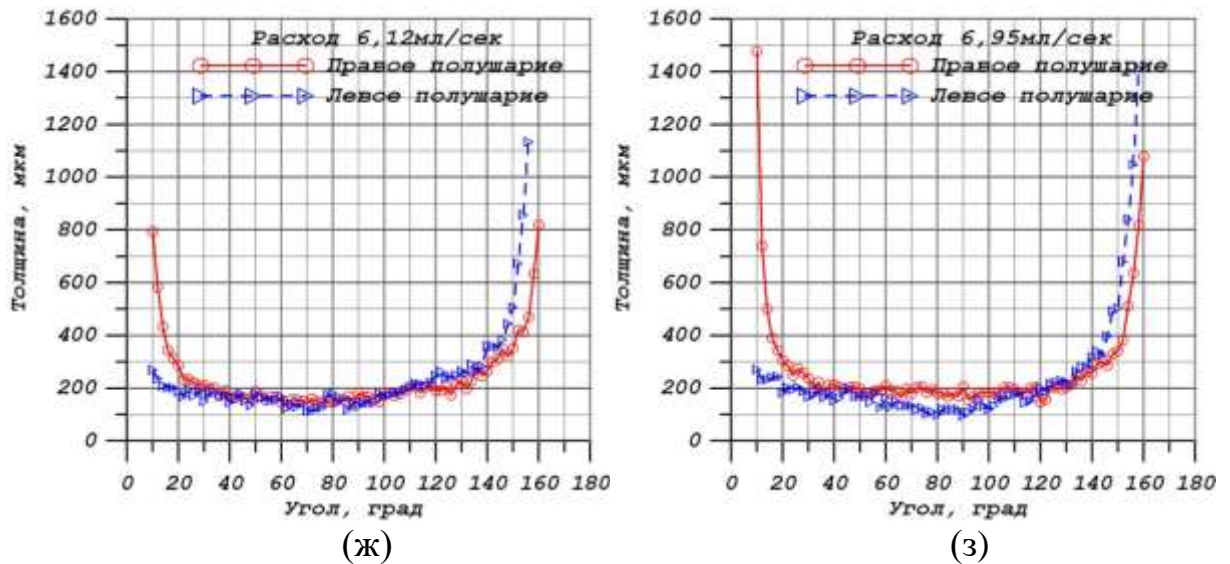 1600
Расход 6,12мл/сек
Правое полушарие
Левое полушарие
1400
1200
1000
800
600
400
200
0
Толщина, мкм
0 20 40 60 80 100 120 140 160 180
Угол, град
(ж)
1600
Расход 6,95мл/сек
Правое полушарие
Левое полушарие
1400
1200
1000
800
600
400
200
0
Толщина, мкм
0 20 40 60 80 100 120 140 160 180
Угол, град
(з)